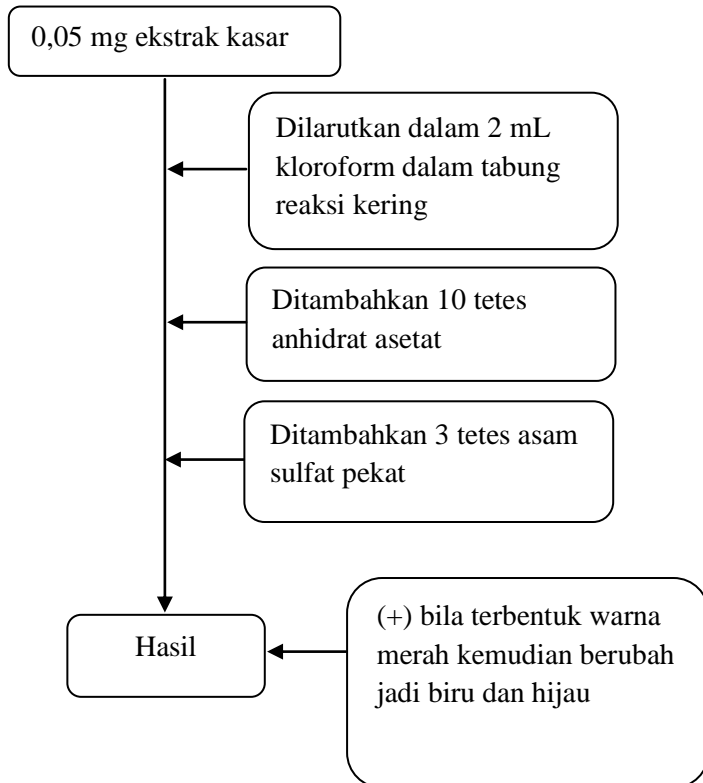 0,05 mg ekstrak kasar
Dilarutkan dalam 2 mL
kloroform dalam tabung
reaksi kering
Ditambahkan 10 tetes
anhidrat asetat
Ditambahkan 3 tetes asam
sulfat pekat
Hasil
(+) bila terbentuk warna
merah kemudian berubah
jadi biru dan hijau